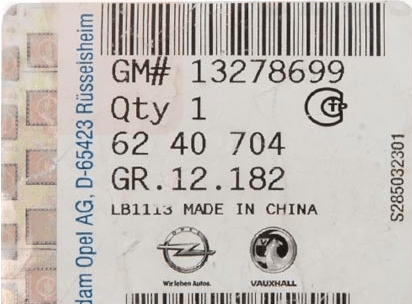 GM# 13278699
Qty 1
62 40 704
GR.12.182
LB1113 MADE IN CHINA
Wir leben Autos.
VAUXHALL
dam Opel AG, D-65423 Rüsselsheim
S285032301